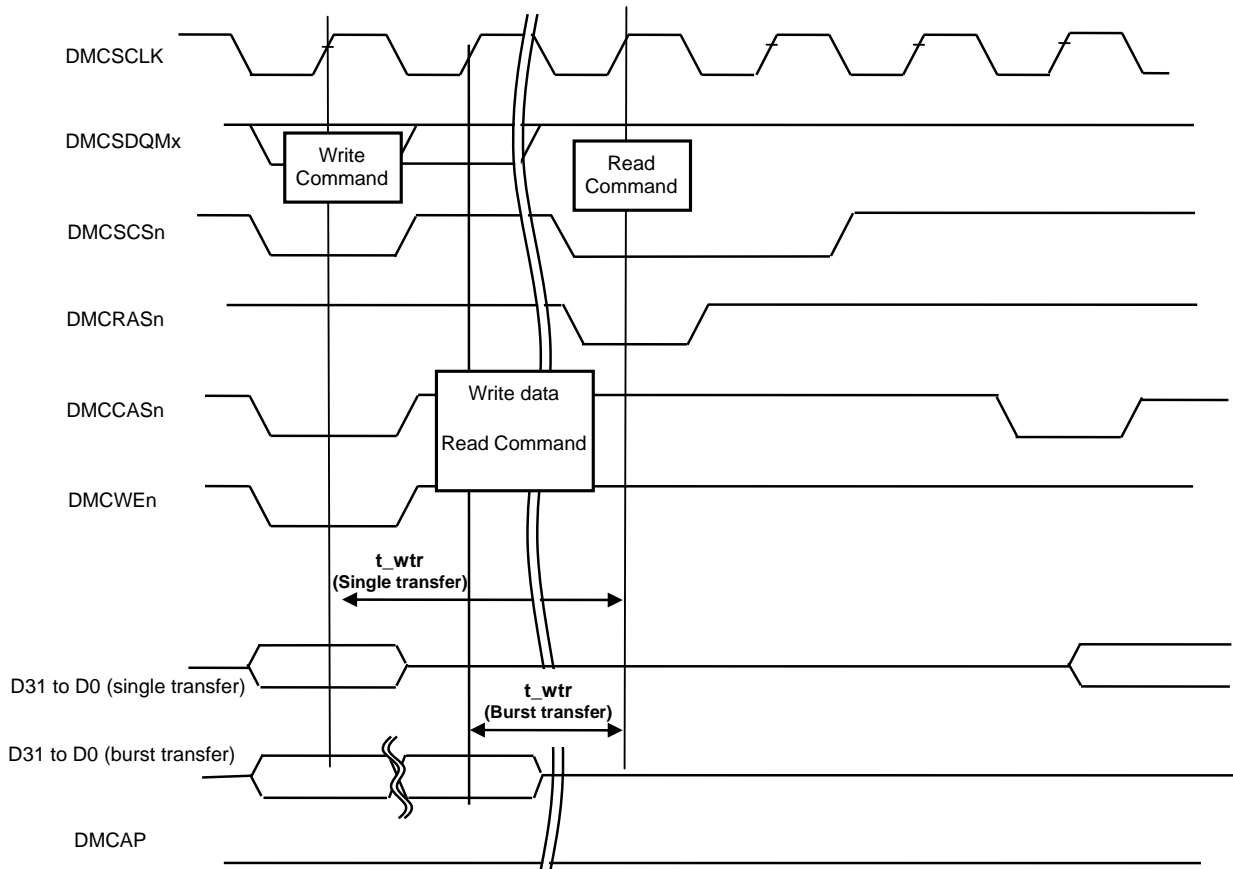 DMCSCLK
DMCSDQMx
Write
Command
Read
Command
DMCSCSn
DMCRASn
Write data
DMCCASn
Read Command
DMCWEn
t_wtr
(Single transfer)
D31 to D0 (single transfer)
t_wtr
(Burst transfer)
D31 to D0 (burst transfer)
DMCAP